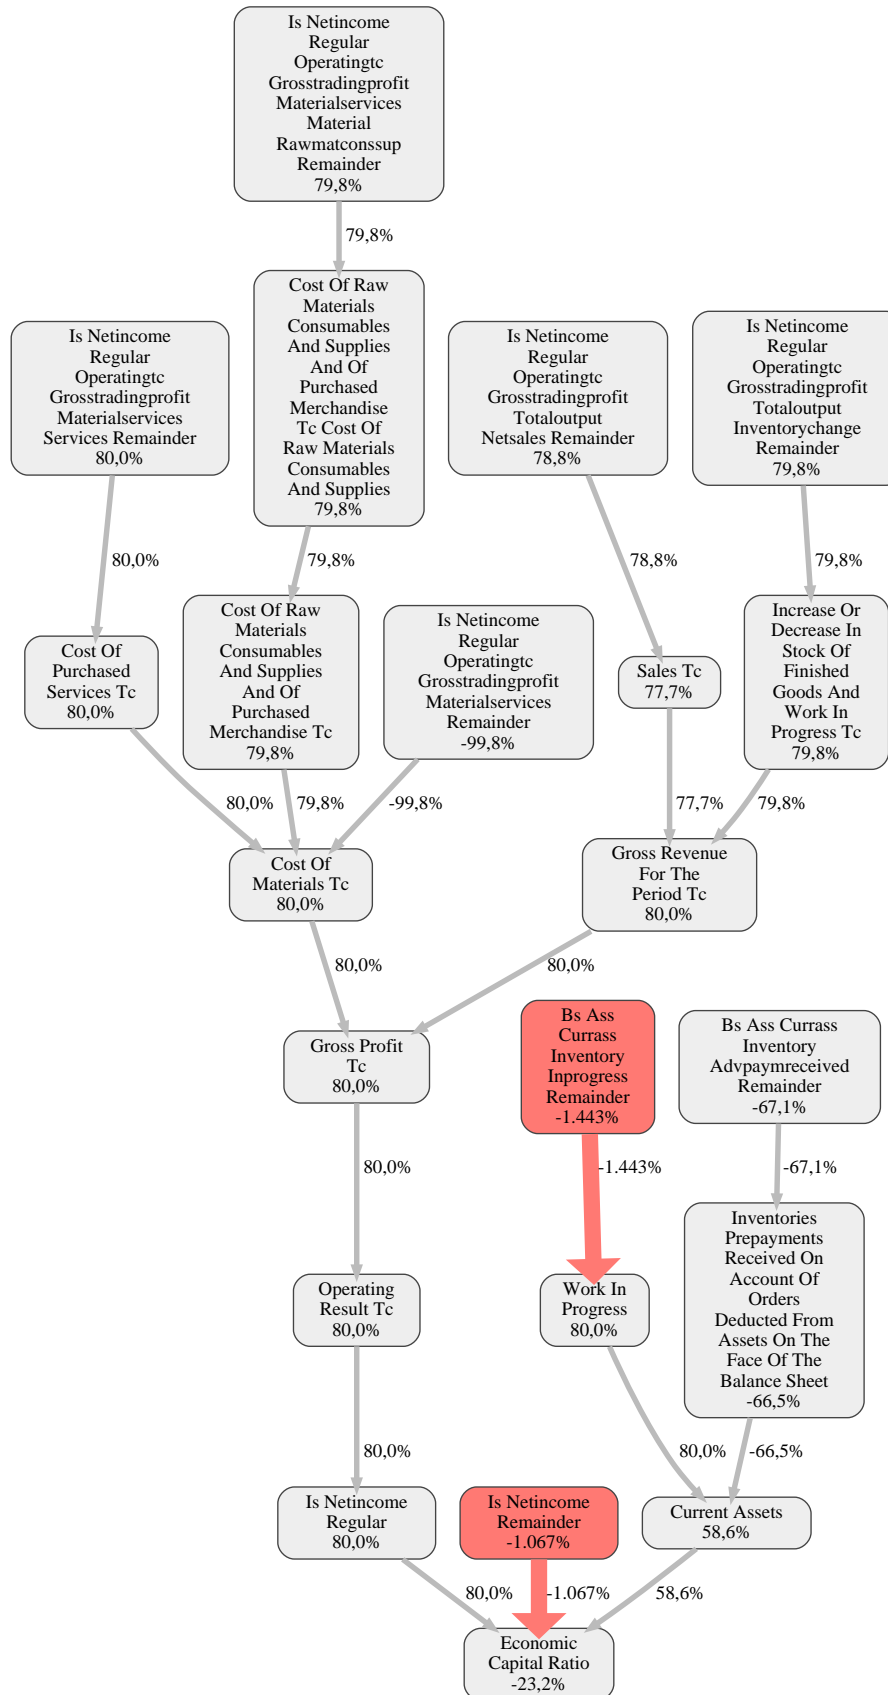 Is Netincome
Regular
Operatingtc
Grosstradingprofit
Materialservices
Material
Rawmatconssup
Remainder
79,8%
79,8%
Is Netincome
Regular
Operatingtc
Grosstradingprofit
Materialservices
Services Remainder
80,0%
Cost Of Raw
Materials
Consumables
And Supplies
And Of
Purchased
Merchandise
Tc Cost Of
Raw Materials
Consumables
And Supplies
79,8%
Is Netincome
Regular
Operatingtc
Grosstradingprofit
Totaloutput
Netsales Remainder
78,8%
Is Netincome
Regular
Operatingtc
Grosstradingprofit
Totaloutput
Inventorychange
Remainder
79,8%
80,0%
79,8%
78,8%
79,8%
Cost Of
Purchased
Services Tc
80,0%
Cost Of Raw
Materials
Consumables
And Supplies
And Of
Purchased
Merchandise Tc
79,8%
Is Netincome
Regular
Operatingtc
Grosstradingprofit
Materialservices
Remainder
-99,8%
Sales Tc
77,7%
Increase Or
Decrease In
Stock Of
Finished
Goods And
Work In
Progress Tc
79,8%
80,0%
79,8%
-99,8%
77,7%
79,8%
Cost Of
Materials Tc
80,0%
Gross Revenue
For The
Period Tc
80,0%
80,0%
80,0%
Gross Profit
Tc
80,0%
Bs Ass
Currass
Inventory
Inprogress
Remainder
-1.443%
Bs Ass Currass
Inventory
Advpaymreceived
Remainder
-67,1%
80,0%
-1.443%
-67,1%
Operating
Result Tc
80,0%
Work In
Progress
80,0%
Inventories
Prepayments
Received On
Account Of
Orders
Deducted From
Assets On The
Face Of The
Balance Sheet
-66,5%
80,0%
80,0%
-66,5%
Is Netincome
Regular
80,0%
Is Netincome
Remainder
-1.067%
Current Assets
58,6%
80,0%
-1.067%
58,6%
Economic
Capital Ratio
-23,2%